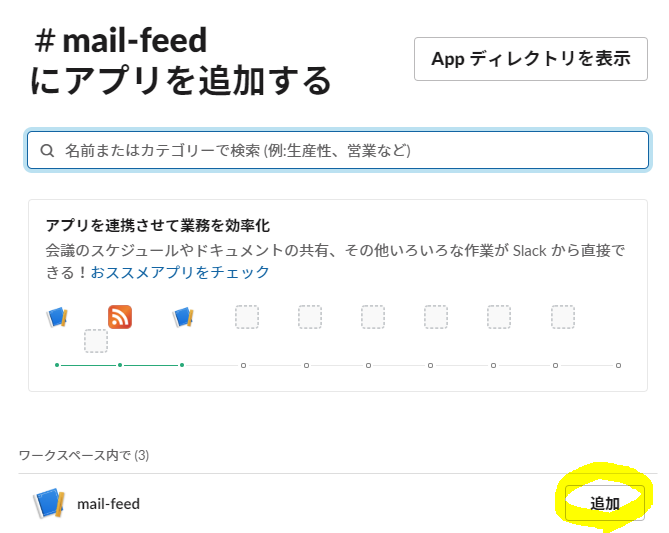 #mail-feed
にアプリを追加する
App ディレクトリを表示
名前またはカテゴリーで検索 (例:生産性、営業など)
アプリを連携させて業務を効率化
会議のスケジュールやドキュメントの共有、その他いろいろな作業が Slack から直接で
きる！おススメアプリをチェック
ワークスペース内で (3)
mail-feed
追加